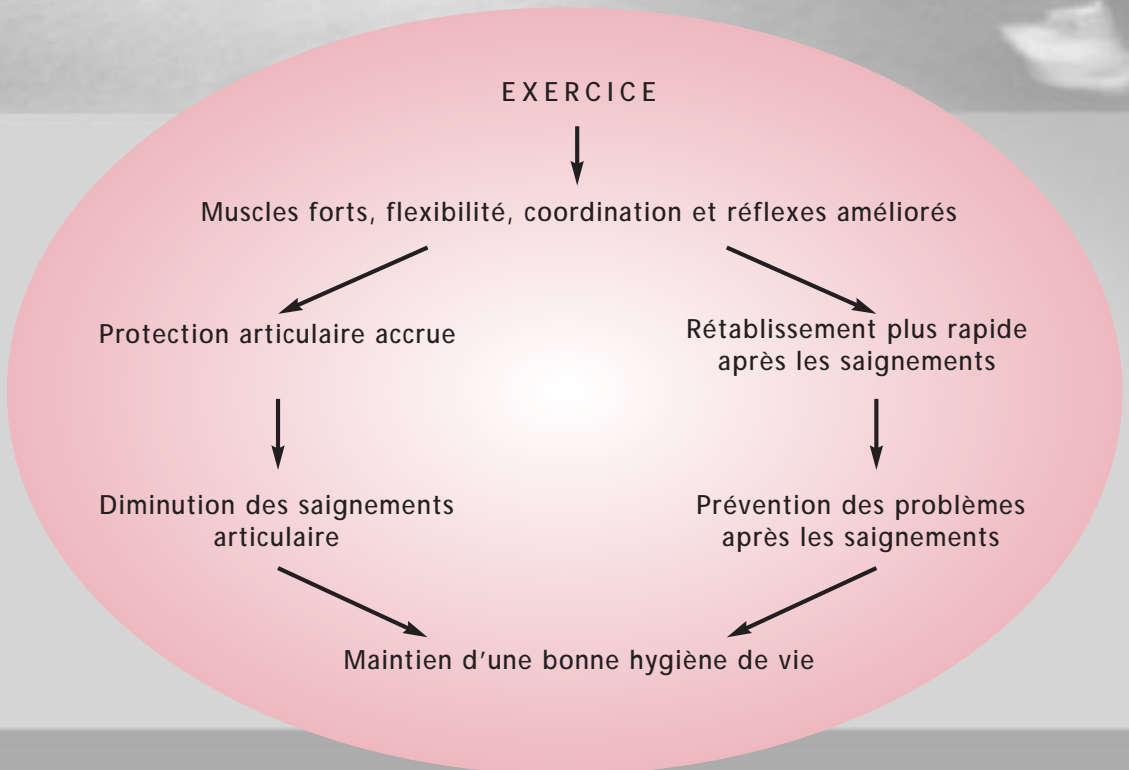 EXERCICE
Muscles forts, flexibilité, coordination et réflexes améliorés
Protection articulaire accrue
Rétablissement plus rapide
après les saignements
Diminution des saignements
articulaire
Prévention des problèmes
après les saignements
Maintien d'une bonne hygiène de vie